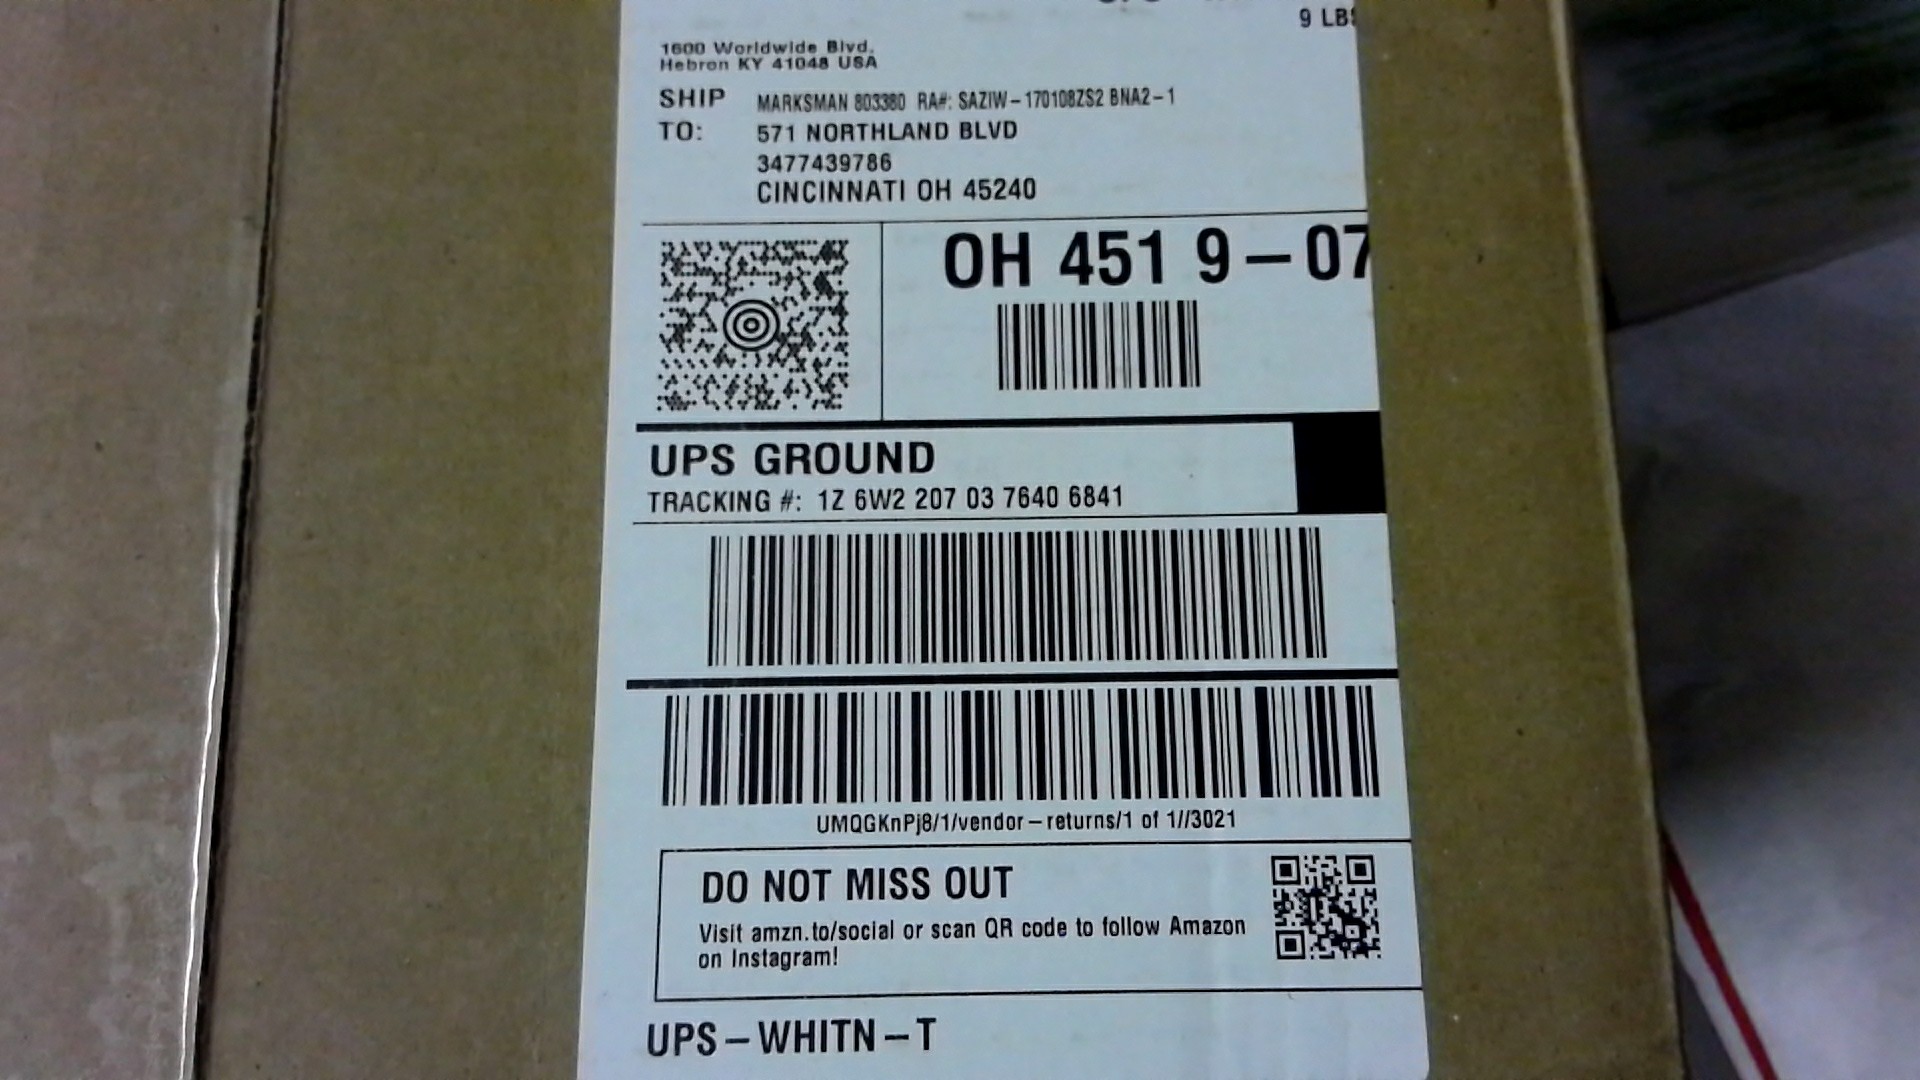 9 LBS
1600 Worldwide Blvd.
Hebron KY 41048 USA
SHIP
TO:
MARKSMAN 803380 RA#: SAZIW-170108ZS2 BNA2-1
571 NORTHLAND BLVD
3477439786
CINCINNATI OH 45240
OH 451 9-07
UPS GROUND
TRACKING #: 1Z 6W2 207 03 7640 6841
UMQGKnPj8/1/vendor-returns/1 of 1//3021
DO NOT MISS OUT
Visit amzn.to/social or scan QR code to follow Amazon
on Instagram!
UPS-WHITN-T